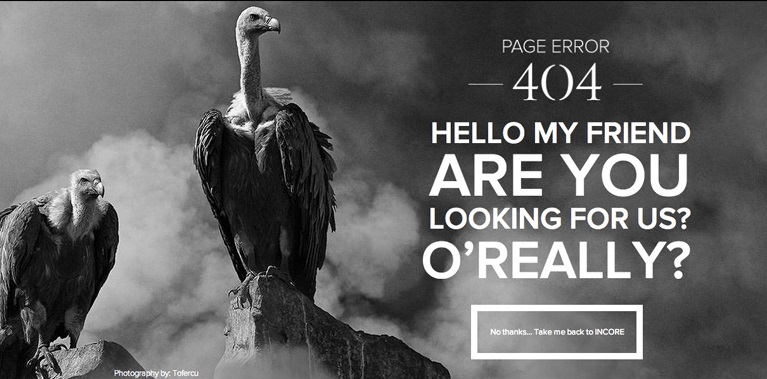 PAGE ERROR
404
HELLO MY FRIEND
ARE YOU
LOOKING FOR US?
O'REALLY?
No thanks... Take me back to INCORE
Photography by: Tofercu